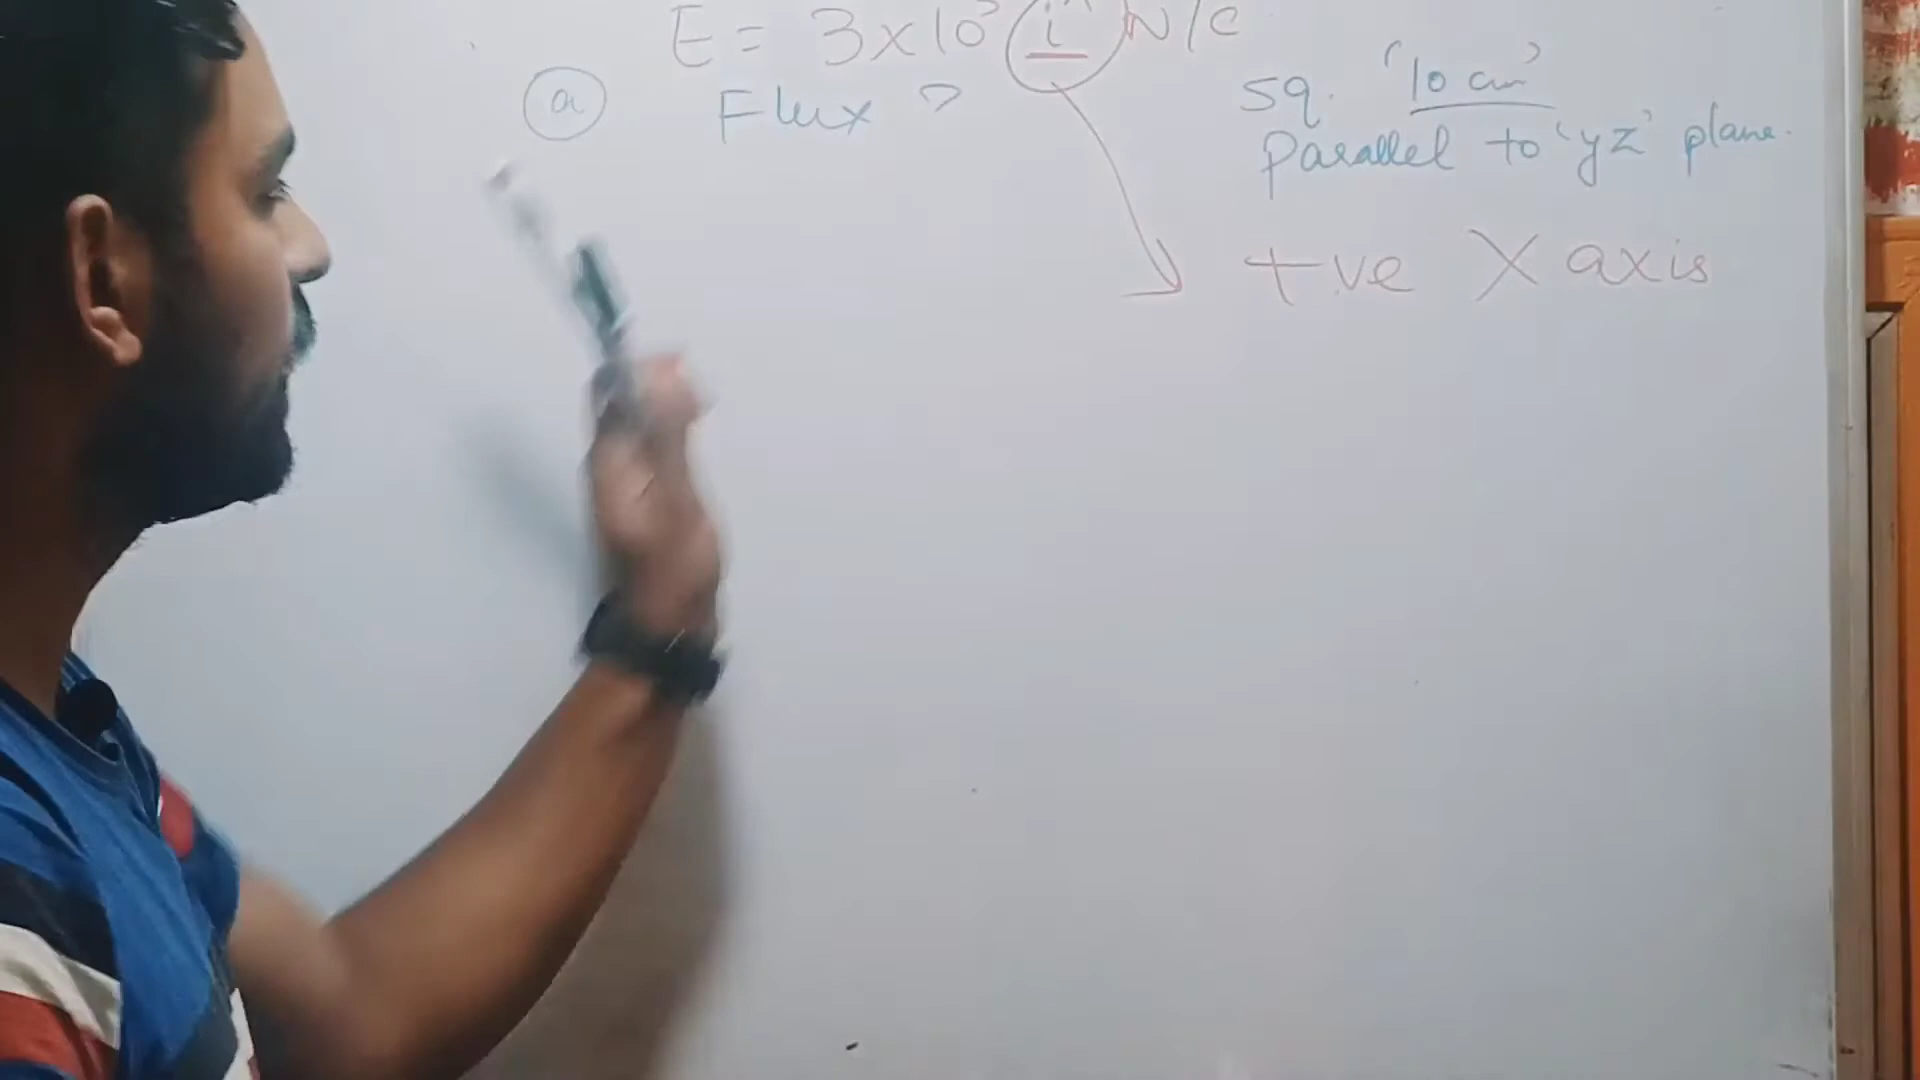 E = 3x10³ i^ N/C
a Flux ?
sq. '10 cm'
Parallel to 'yz' plane.
+ve X axis